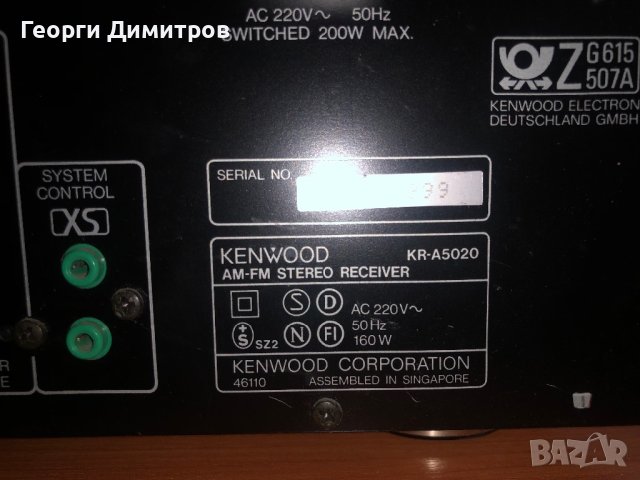 Георги Димитров
AC 220V~ 50Hz
SWITCHED 200W MAX.
Z G615
507A
KENWOOD ELECTRON
DEUTSCHLAND GMBH
SYSTEM
CONTROL
XS
SERIAL NO.
999
KENWOOD KR-A5020
AM-FM STEREO RECEIVER
S D AC 220V~
+S SZ2 N FI 50Hz
160W
KENWOOD CORPORATION
46110 ASSEMBLED IN SINGAPORE
R
E
BAZAR